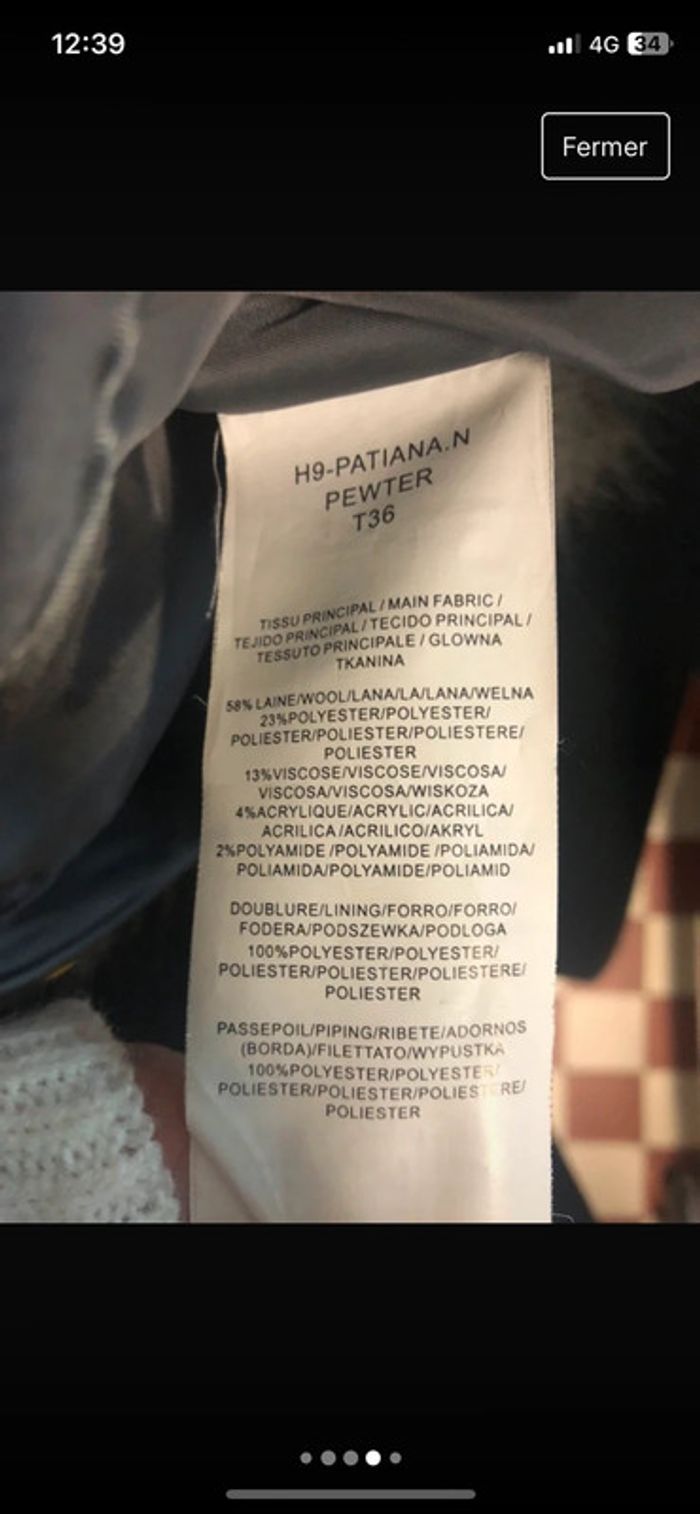 12:39
4G 34
Fermer
H9-PATIANA.N
PEWTER
T36
TISSU PRINCIPAL / MAIN FABRIC /
TEJIDO PRINCIPAL / TECIDO PRINCIPAL /
TESSUTO PRINCIPALE / GLOWNA
TKANINA
58% LAINE/WOOL/LANA/LA/LANA/WELNA
23%POLYESTER/POLYESTER/
POLIESTER/POLIESTER/POLIESTERE/
POLIESTER
13%VISCOSE/VISCOSE/VISCOSA/
VISCOSA/VISCOSA/WISKOZA
4%ACRYLIQUE/ACRYLIC/ACRILICA/
ACRILICA/ACRILICO/AKRYL
2%POLYAMIDE /POLYAMIDE /POLIAMIDA/
POLIAMIDA/POLYAMIDE/POLIAMID
DOUBLURE/LINING/FORRO/FORRO/
FODERA/PODSZEWKA/PODLOGA
100%POLYESTER/POLYESTER/
POLIESTER/POLIESTER/POLIESTERE/
POLIESTER
PASSEPOIL/PIPING/RIBETE/ADORNOS
(BORDA)/FILETTATO/WYPUSTKA
100%POLYESTER/POLYESTER/
POLIESTER/POLIESTER/POLIESTERE/
POLIESTER